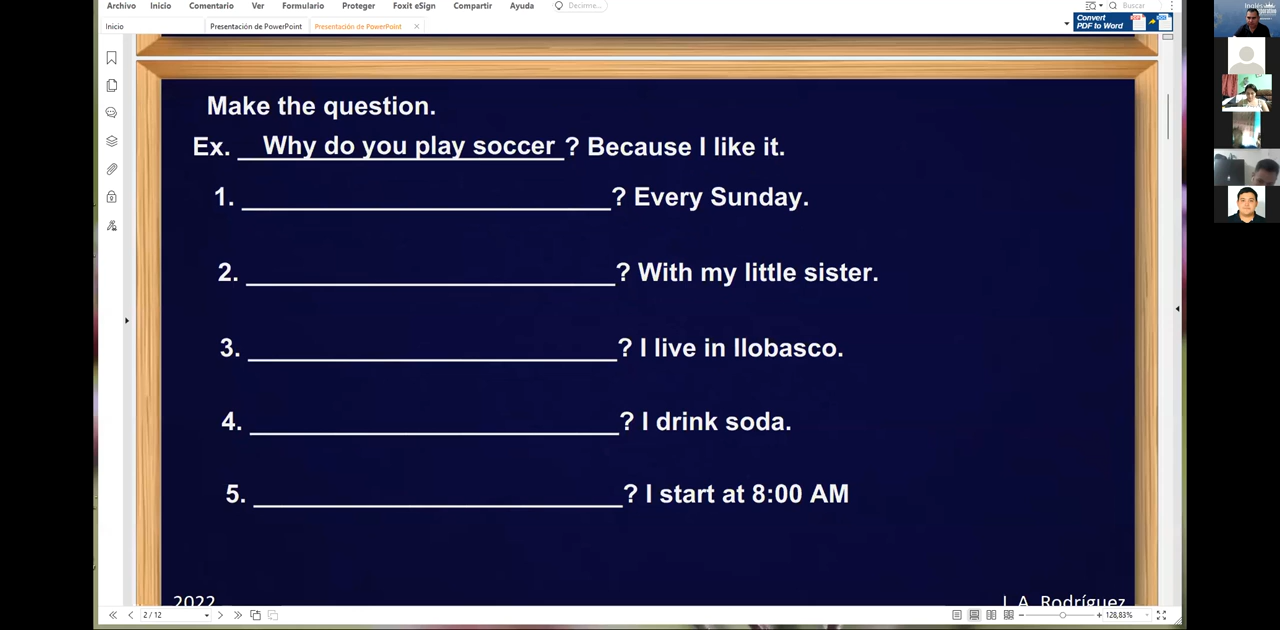 Archivo Inicio Comentario Ver Formulario Proteger Foxit eSign Compartir Ayuda Decirme... Buscar
Inicio Presentación de PowerPoint Presentación de PowerPoint
Convert
PDF to Word
Make the question.
Ex. Why do you play soccer? Because I like it.
1. ? Every Sunday.
2. ? With my little sister.
3. ? I live in Ilobasco.
4. ? I drink soda.
5. ? I start at 8:00 AM
2022 J. A. Rodríguez
2 / 12 128,83%